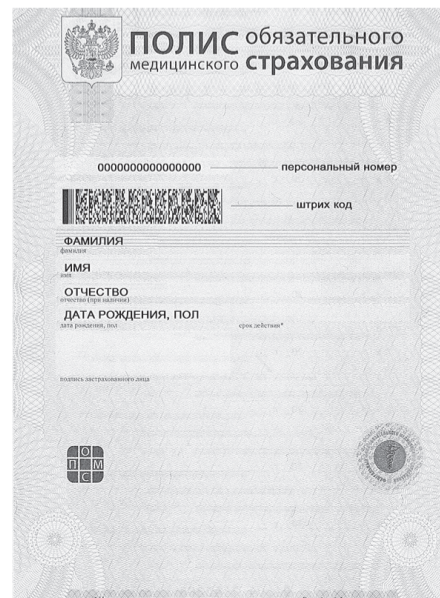 ПОЛИС обязательного
медицинского страхования
0000000000000000 персональный номер
штрих код
ФАМИЛИЯ
фамилия
ИМЯ
имя
ОТЧЕСТВО
отчество (при наличии)
ДАТА РОЖДЕНИЯ, ПОЛ
дата рождения, пол срок действия*
подпись застрахованного лица
О
П М
С